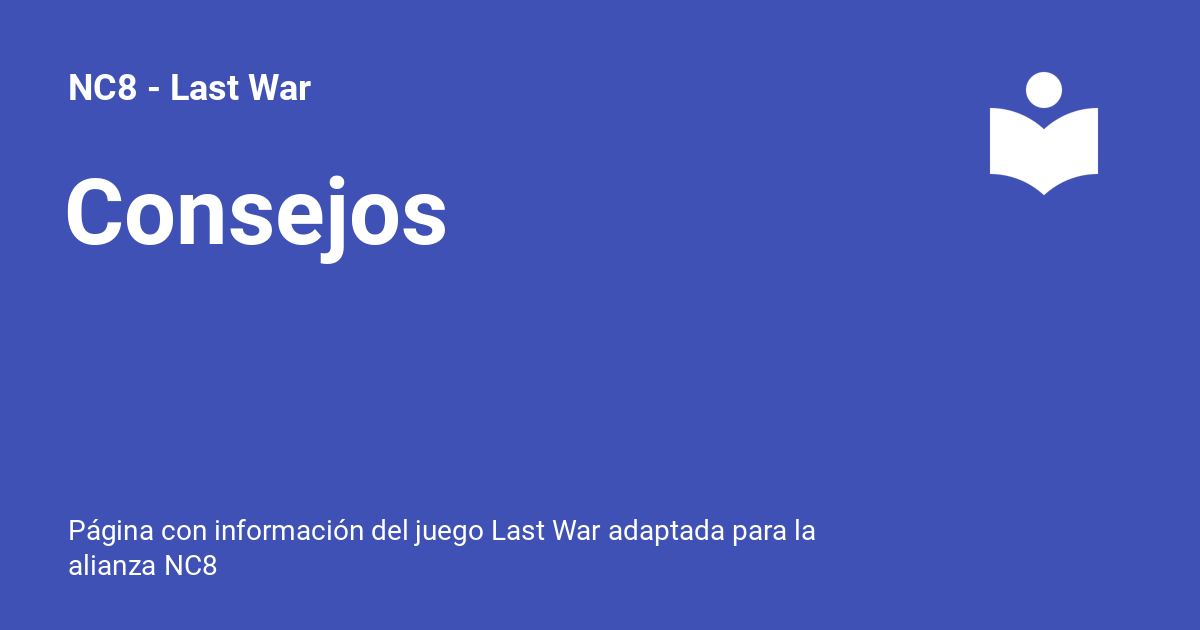 NC8 - Last War
Consejos
Página con información del juego Last War adaptada para la
alianza NC8